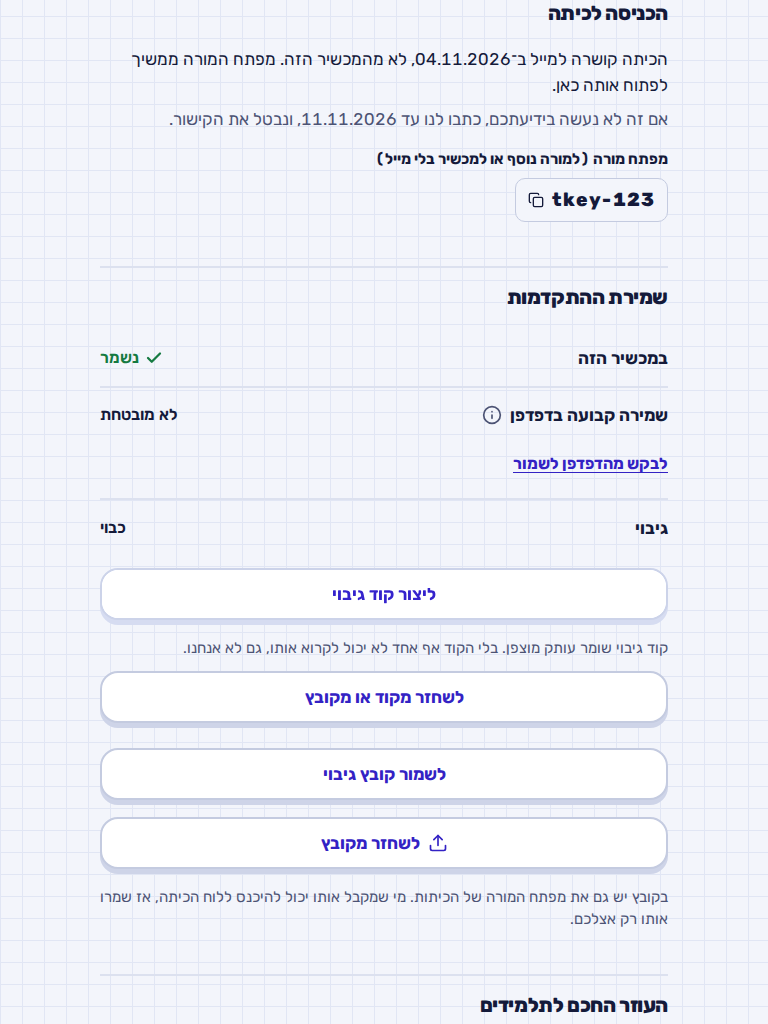 הכניסה לכיתה
הכיתה קושרה למייל ב־04.11.2026, לא מהמכשיר הזה. מפתח המורה ממשיך
לפתוח אותה כאן.
אם זה לא נעשה בידיעתכם, כתבו לנו עד 11.11.2026, ונבטל את הקישור.
מפתח מורה (למורה נוסף או למכשיר בלי מייל)
tkey-123
שמירת ההתקדמות
במכשיר הזה
נשמר
שמירה קבועה בדפדפן
לא מובטחת
לבקש מהדפדפן לשמור
גיבוי
כבוי
ליצור קוד גיבוי
קוד גיבוי שומר עותק מוצפן. בלי הקוד אף אחד לא יכול לקרוא אותו, גם לא אנחנו.
לשחזר מקוד או מקובץ
לשמור קובץ גיבוי
לשחזר מקובץ
בקובץ יש גם את מפתח המורה של הכיתות. מי שמקבל אותו יכול להיכנס ללוח הכיתה, אז שמרו
אותו רק אצלכם.
העוזר החכם לתלמידים